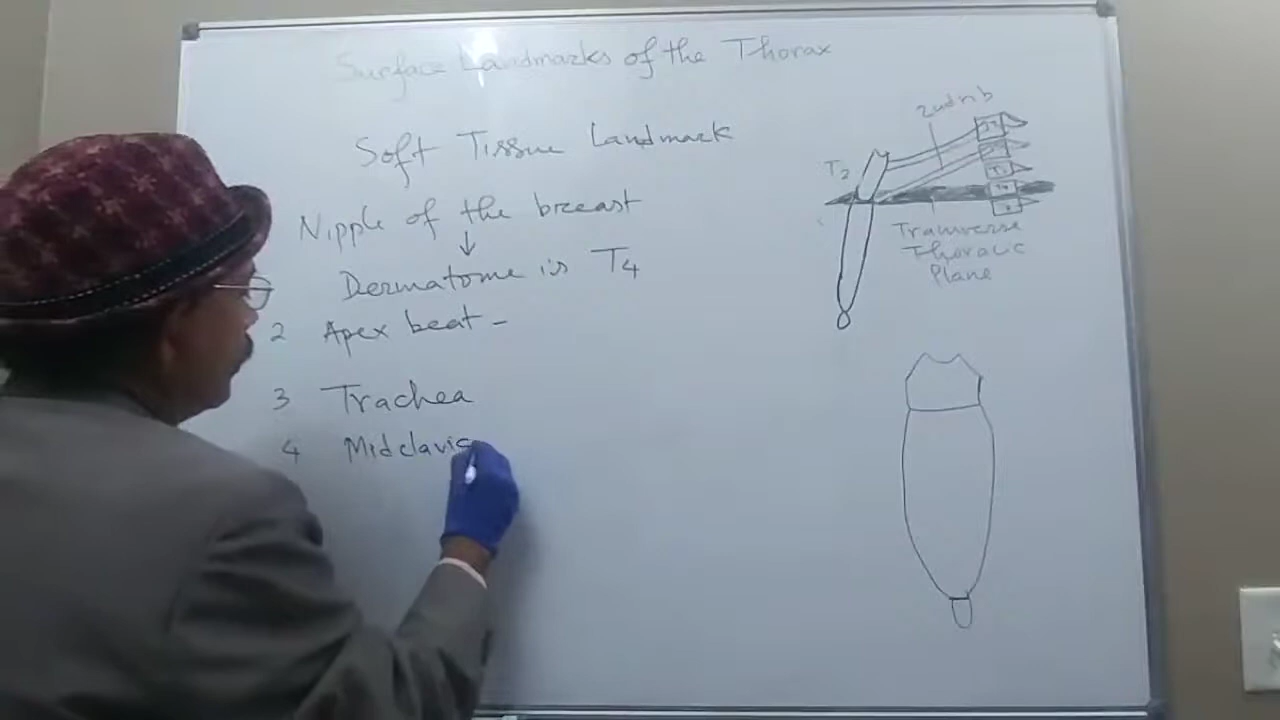 Surface Landmarks of the Thorax
Soft Tissue Landmark
Nipple of the breast
↓
Dermatome is T4
2 Apex beat -
3 Trachea
4 Midclavic
2nd rib
T2
Transverse
Thoracic
Plane